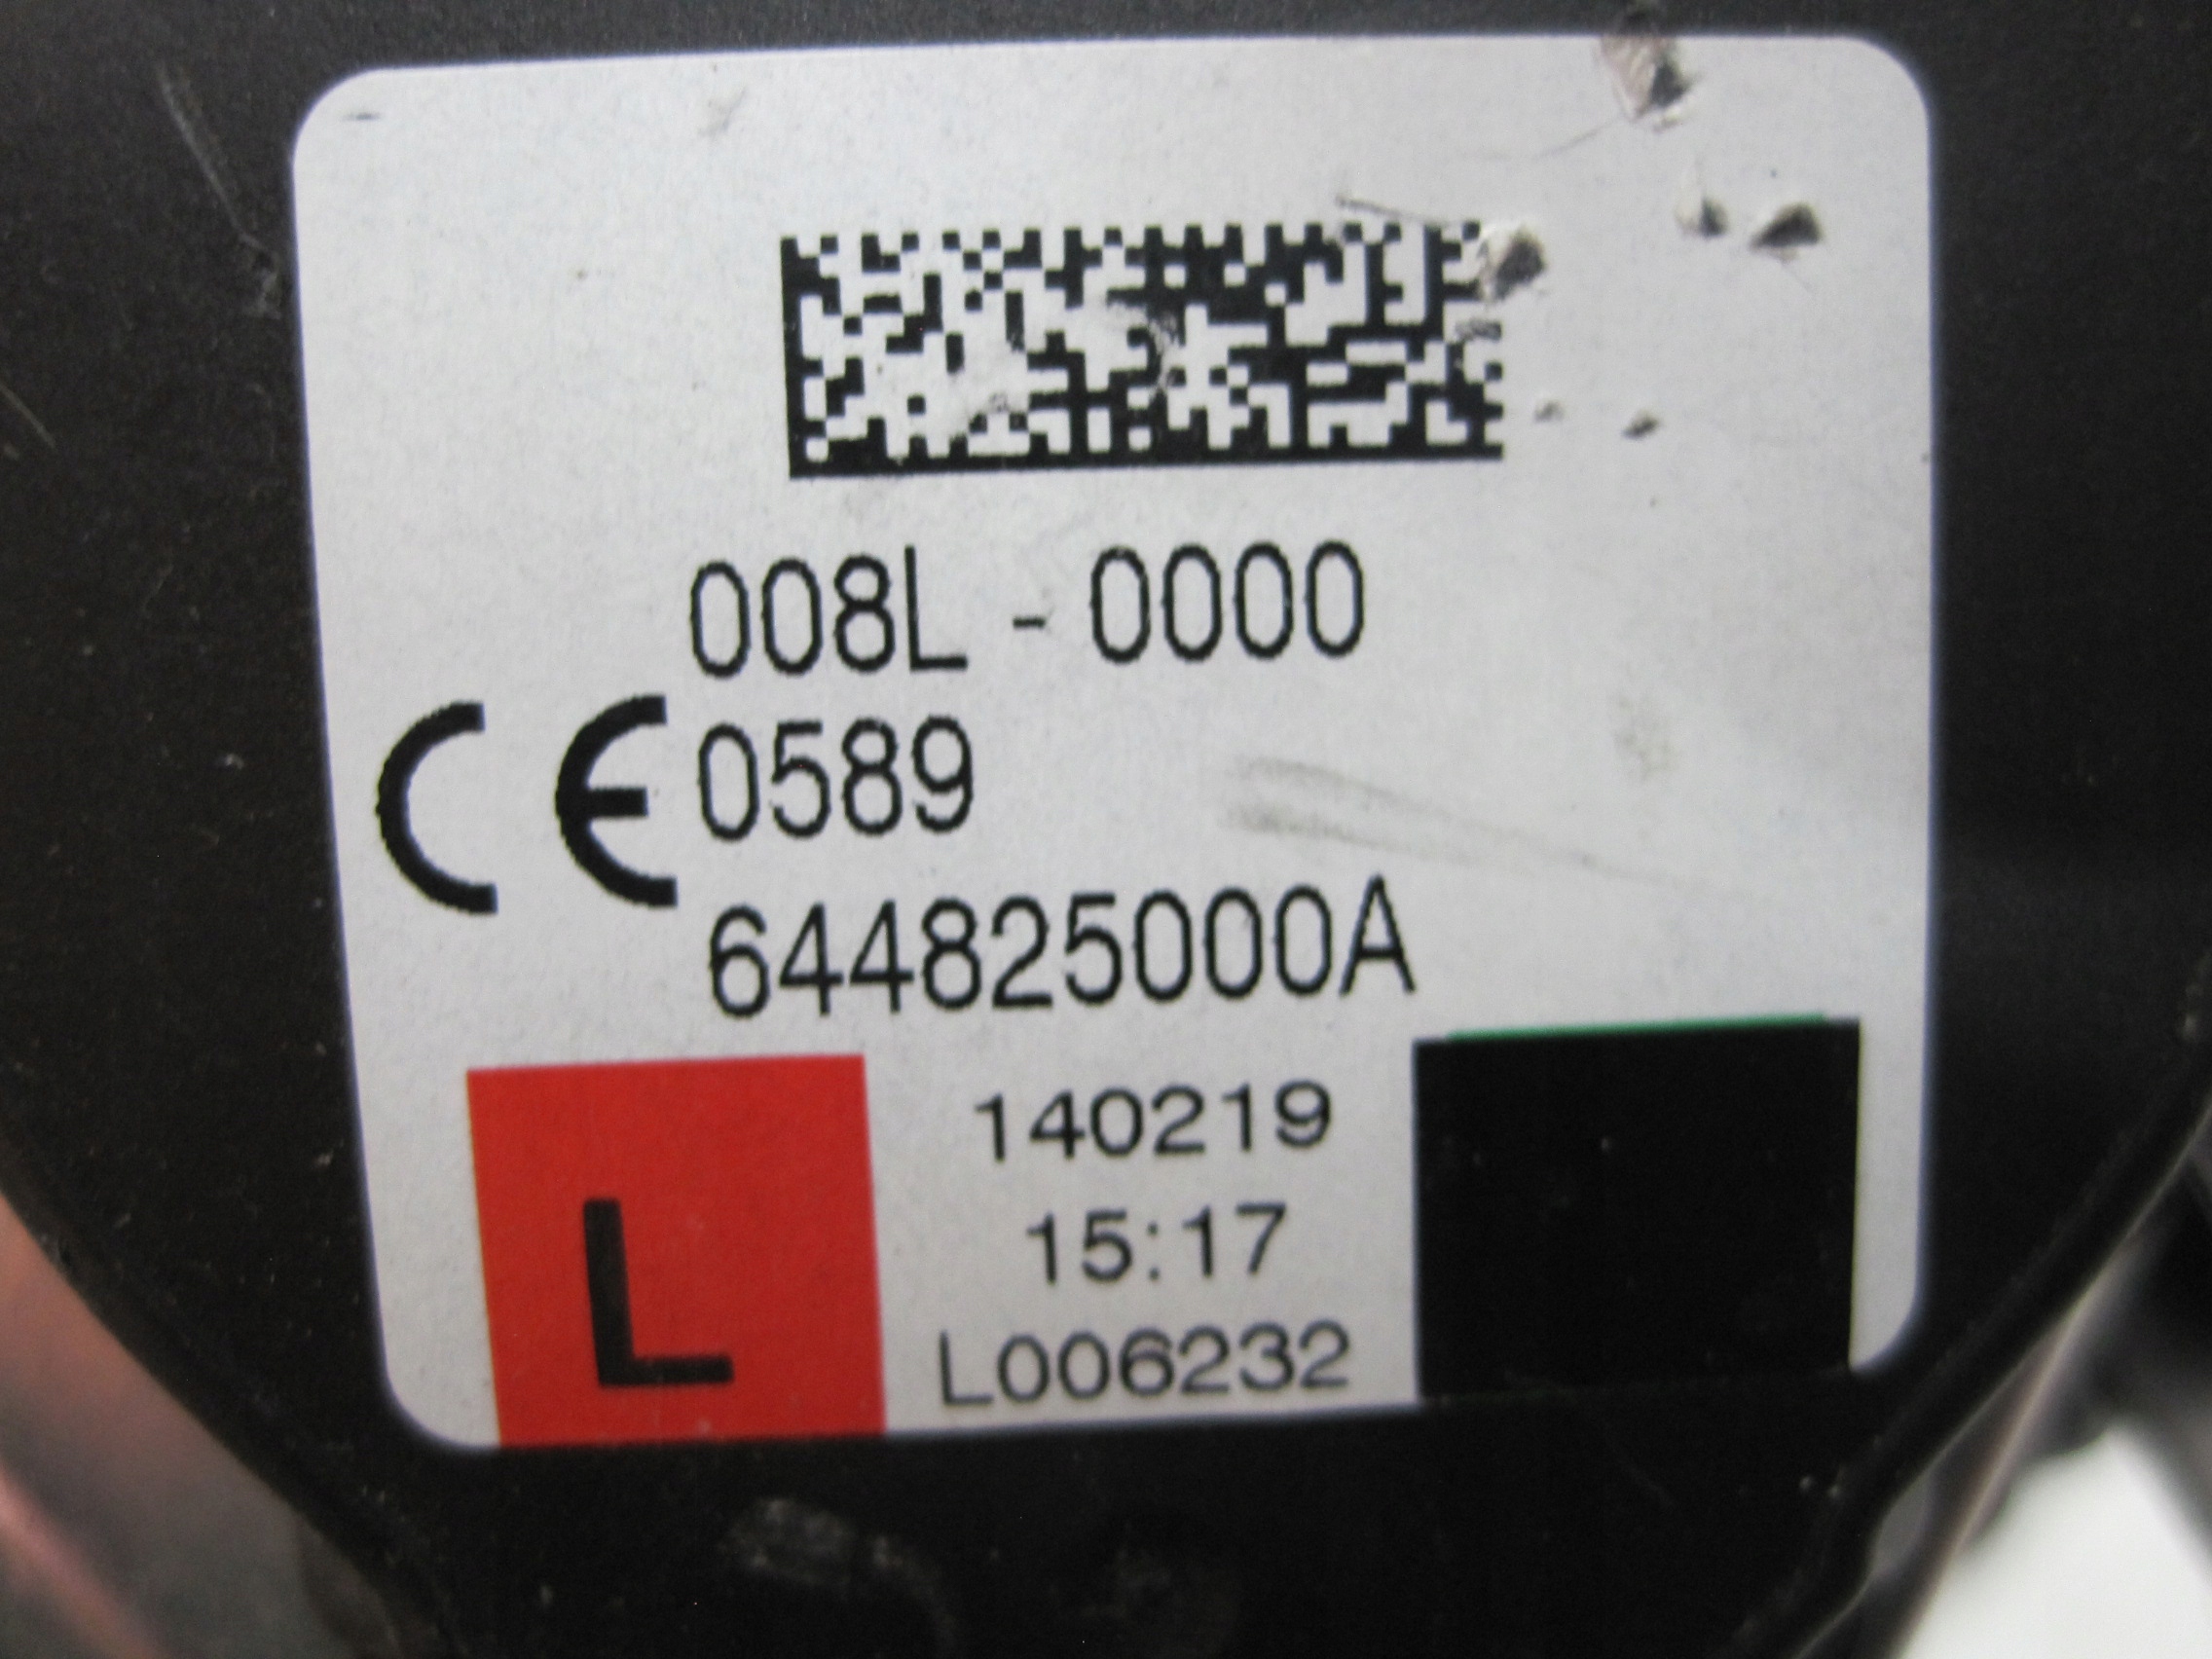 008L - 0000
CE 0589
644825000A
140219
15:17
L006232
L